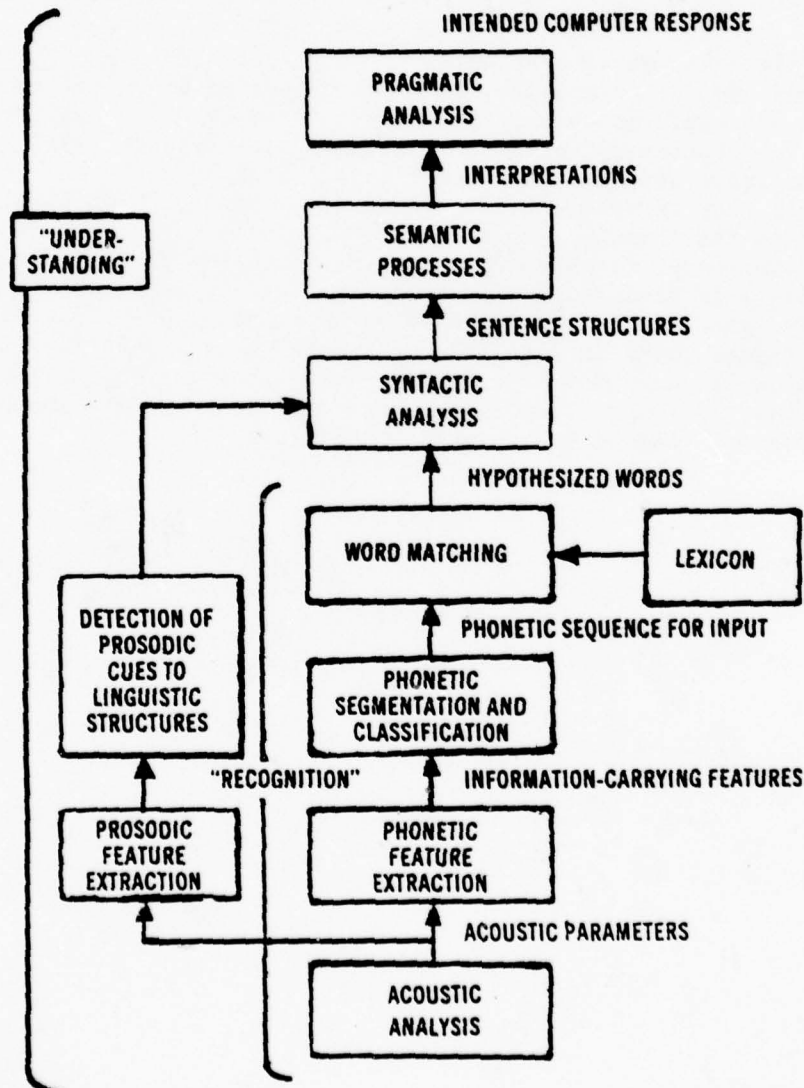 INTENDED COMPUTER RESPONSE
PRAGMATIC
ANALYSIS
INTERPRETATIONS
"UNDER-
STANDING"
SEMANTIC
PROCESSES
SENTENCE STRUCTURES
SYNTACTIC
ANALYSIS
HYPOTHESIZED WORDS
WORD MATCHING
LEXICON
PHONETIC SEQUENCE FOR INPUT
DETECTION OF
PROSODIC
CUES TO
LINGUISTIC
STRUCTURES
PHONETIC
SEGMENTATION AND
CLASSIFICATION
"RECOGNITION"
INFORMATION-CARRYING FEATURES
PROSODIC
FEATURE
EXTRACTION
PHONETIC
FEATURE
EXTRACTION
ACOUSTIC PARAMETERS
ACOUSTIC
ANALYSIS